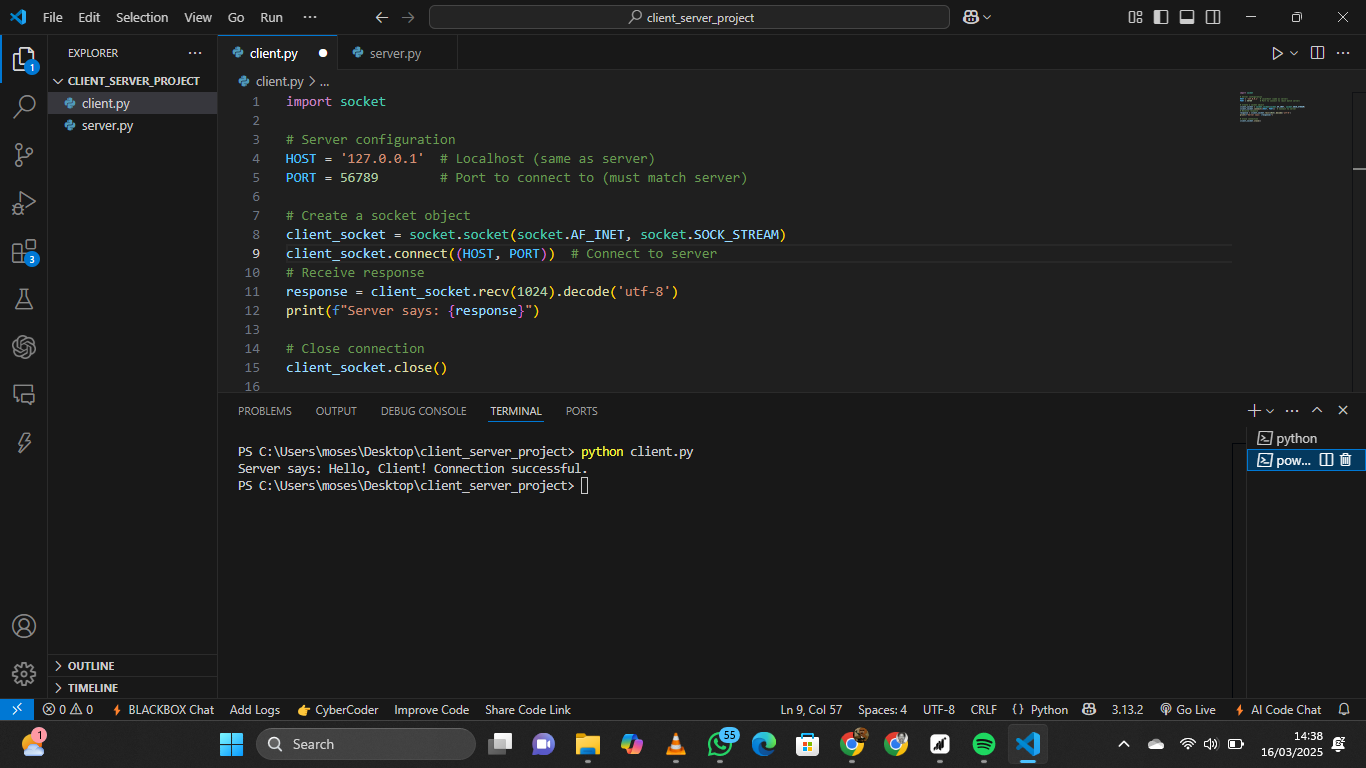 File Edit Selection View Go Run ···
client_server_project
EXPLORER ···
CLIENT_SERVER_PROJECT
client.py
server.py
OUTLINE
TIMELINE
1
3
client.py ● server.py
client.py > ...
1 import socket
2
3 # Server configuration
4 HOST = '127.0.0.1'  # Localhost (same as server)
5 PORT = 56789        # Port to connect to (must match server)
6
7 # Create a socket object
8 client_socket = socket.socket(socket.AF_INET, socket.SOCK_STREAM)
9 client_socket.connect((HOST, PORT))  # Connect to server
10 # Receive response
11 response = client_socket.recv(1024).decode('utf-8')
12 print(f"Server says: {response}")
13
14 # Close connection
15 client_socket.close()
16
PROBLEMS OUTPUT DEBUG CONSOLE TERMINAL PORTS
PS C:\Users\moses\Desktop\client_server_project> python client.py
Server says: Hello, Client! Connection successful.
PS C:\Users\moses\Desktop\client_server_project>
python
pow...
0 0 BLACKBOX Chat Add Logs CyberCoder Improve Code Share Code Link Ln 9, Col 57 Spaces: 4 UTF-8 CRLF {} Python 3.13.2 Go Live AI Code Chat
1
Search
55
14:38
16/03/2025